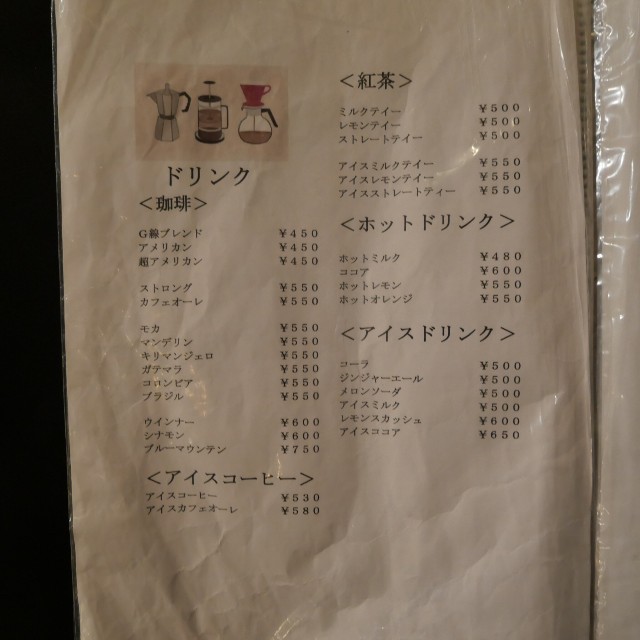 ドリンク
＜珈琲＞
Ｇ線ブレンド ￥４５０
アメリカン ￥４５０
超アメリカン ￥４５０
ストロング ￥５５０
カフェオーレ ￥５５０
モカ ￥５５０
マンデリン ￥５５０
キリマンジェロ ￥５５０
ガテマラ ￥５５０
コロンビア ￥５５０
ブラジル ￥５５０
ウインナー ￥６００
シナモン ￥６００
ブルーマウンテン ￥７５０
＜アイスコーヒー＞
アイスコーヒー ￥５３０
アイスカフェオーレ ￥５８０
＜紅茶＞
ミルクテイー ￥５００
レモンテイー ￥５００
ストレートテイー ￥５００
アイスミルクテイー ￥５５０
アイスレモンテイー ￥５５０
アイスストレートティー ￥５５０
＜ホットドリンク＞
ホットミルク ￥４８０
ココア ￥６００
ホットレモン ￥５５０
ホットオレンジ ￥５５０
＜アイスドリンク＞
コーラ ￥５００
ジンジャーエール ￥５００
メロンソーダ ￥５００
アイスミルク ￥５００
レモンスカッシュ ￥６００
アイスココア ￥６５０